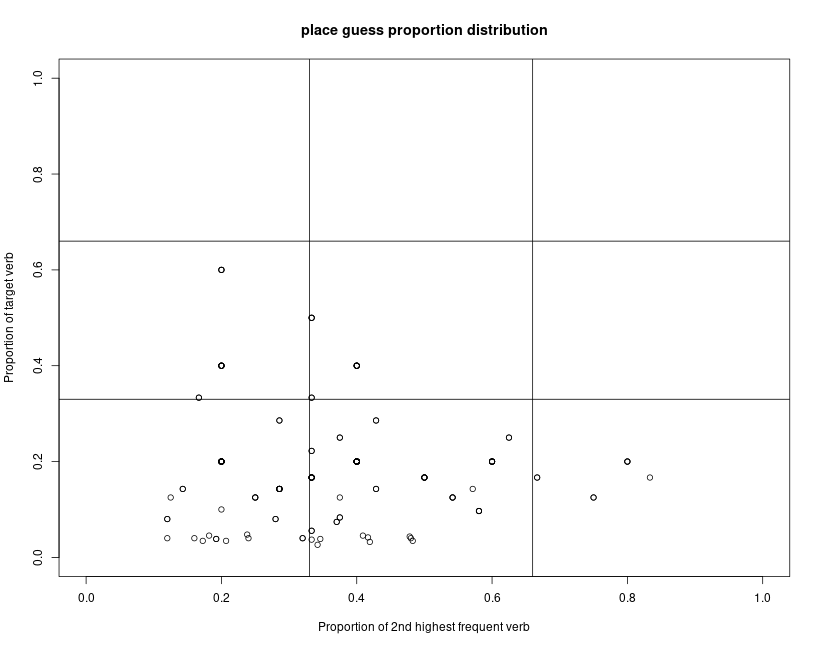 place guess proportion distribution
Proportion of target verb
1.0
0.8
0.6
0.4
0.2
0.0
0.0 0.2 0.4 0.6 0.8 1.0
Proportion of 2nd highest frequent verb